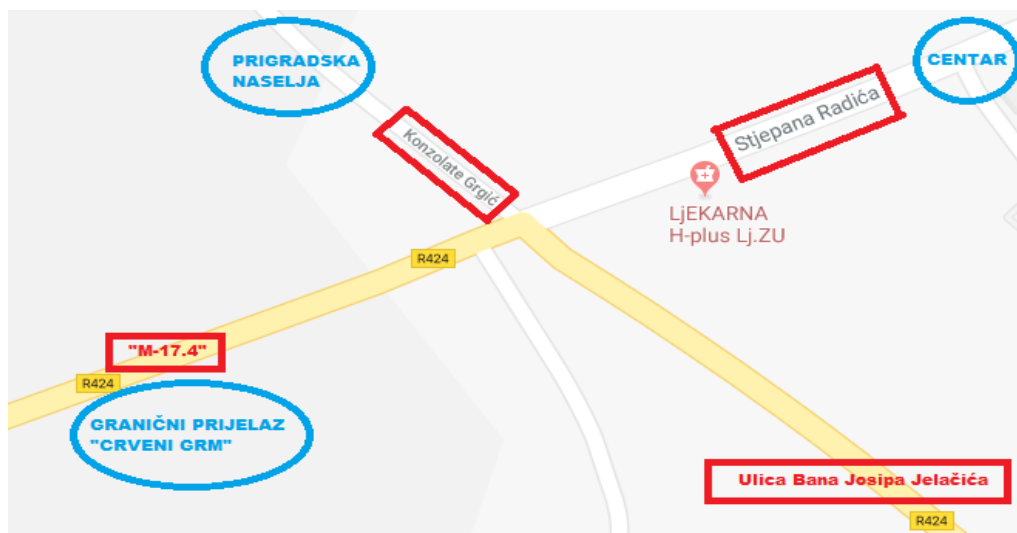 PRIGRADSKA
NASELJA
CENTAR
Stjepana Radića
Konzolate Grgić
LjEKARNA
H-plus Lj.ZU
R424
"M-17.4"
R424
GRANIČNI PRIJELAZ
"CRVENI GRM"
Ulica Bana Josipa Jelačića
R424